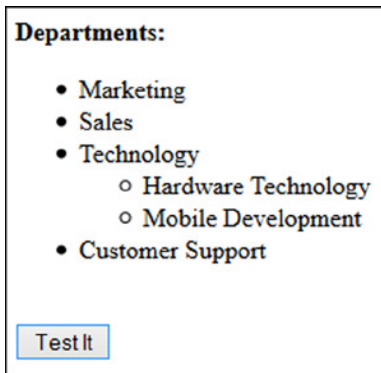 Departments:
Marketing
Sales
Technology
Hardware Technology
Mobile Development
Customer Support
Test It